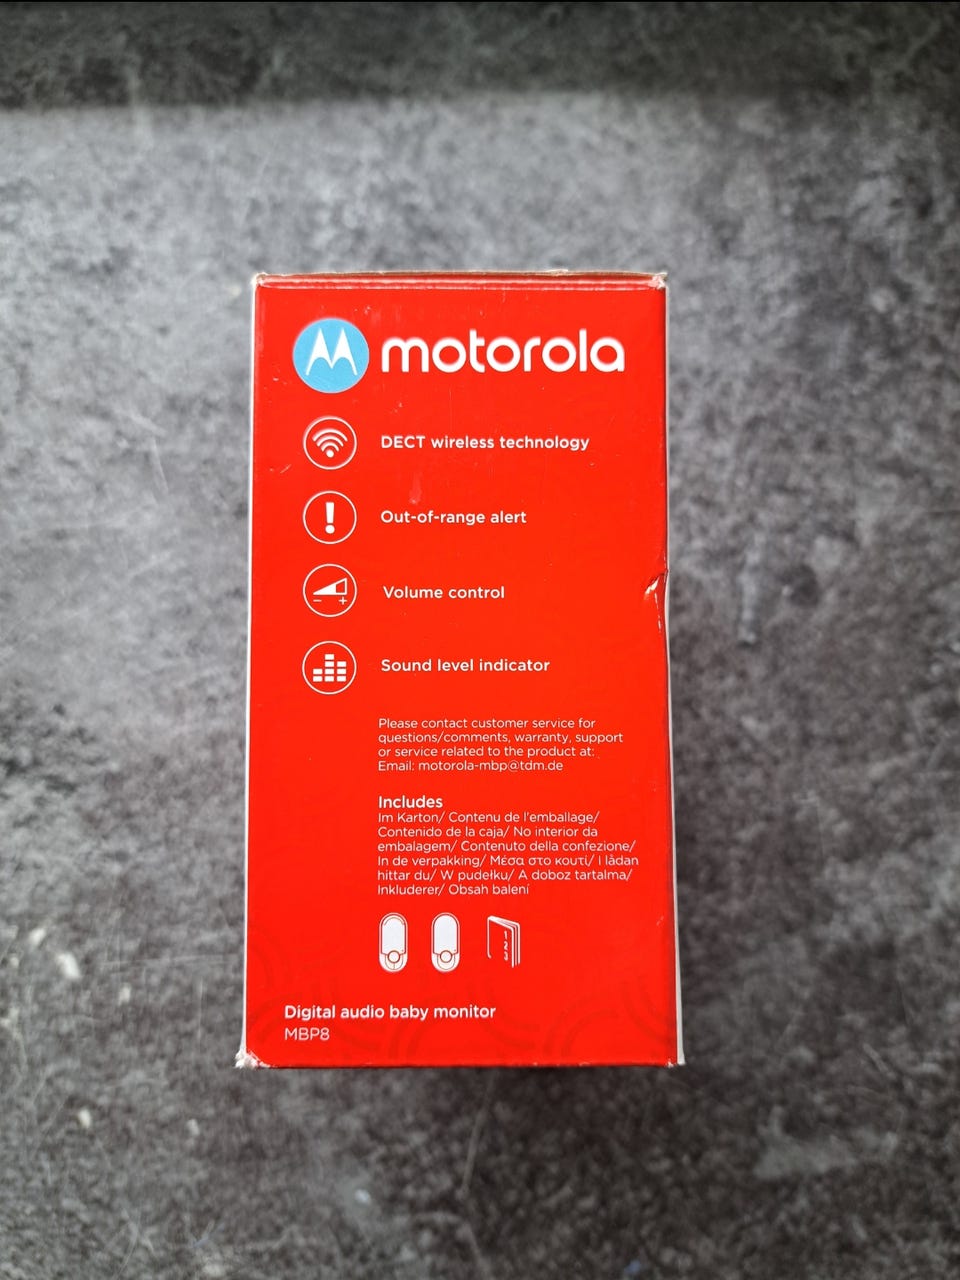 motorola
DECT wireless technology
Out-of-range alert
Volume control
Sound level indicator
Please contact customer service for
questions/comments, warranty, support
or service related to the product at:
Email: motorola-mbp@tdm.de
Includes
Im Karton/ Contenu de l'emballage/
Contenido de la caja/ No interior da
embalagem/ Contenuto della confezione/
In de verpakking/ Μέσα στο κουτί/ I lådan
hittar du/ W pudełku/ A doboz tartalma/
Inkluderer/ Obsah balení
1
2
3
Digital audio baby monitor
MBP8